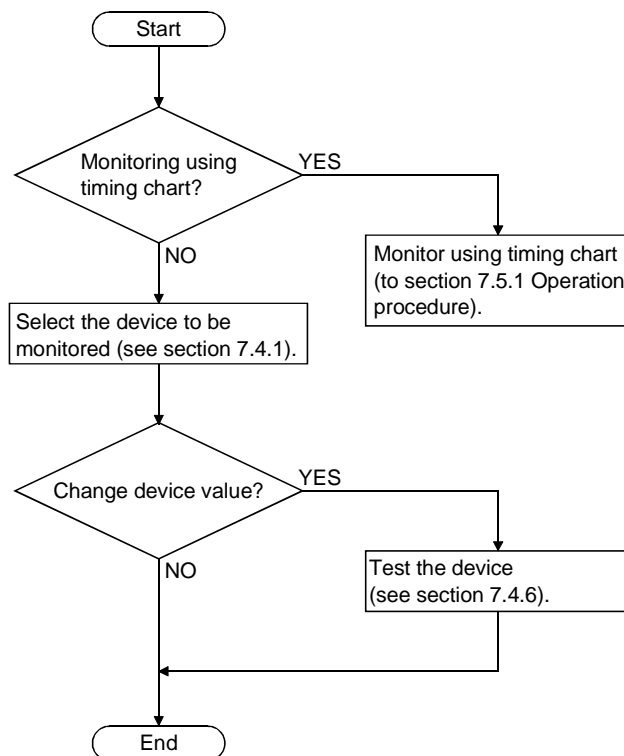 Start
Monitoring using
timing chart?
YES
NO
Monitor using timing chart
(to section 7.5.1 Operation
procedure).
Select the device to be
monitored (see section 7.4.1).
Change device value?
YES
NO
Test the device
(see section 7.4.6).
End